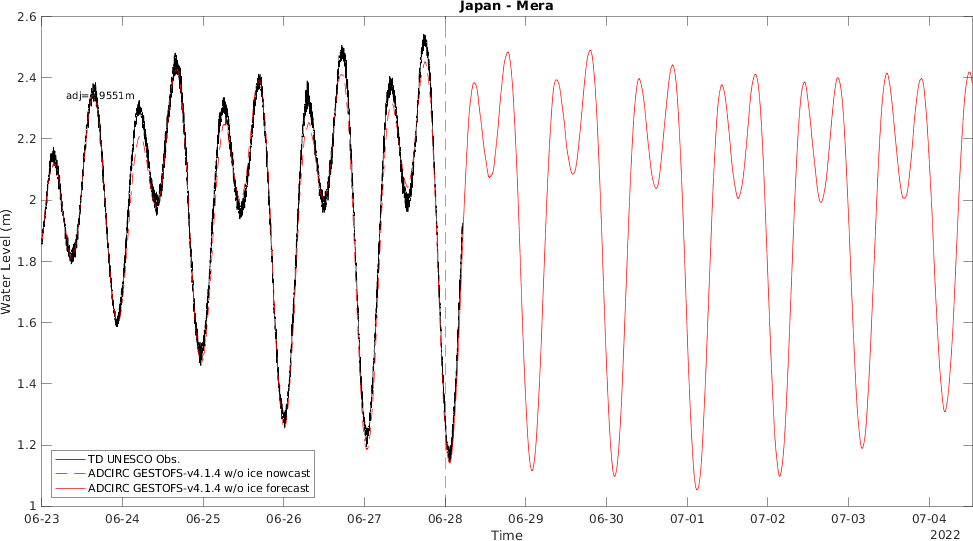 Japan - Mera
2.6
2.4
2.2
2
1.8
1.6
1.4
1.2
1
Water Level (m)
TD UNESCO Obs.
ADCIRC GESTOFS-v4.1.4 w/o ice nowcast
ADCIRC GESTOFS-v4.1.4 w/o ice forecast
06-23 06-24 06-25 06-26 06-27 06-28 06-29 06-30 07-01 07-02 07-03 07-04
Time
2022